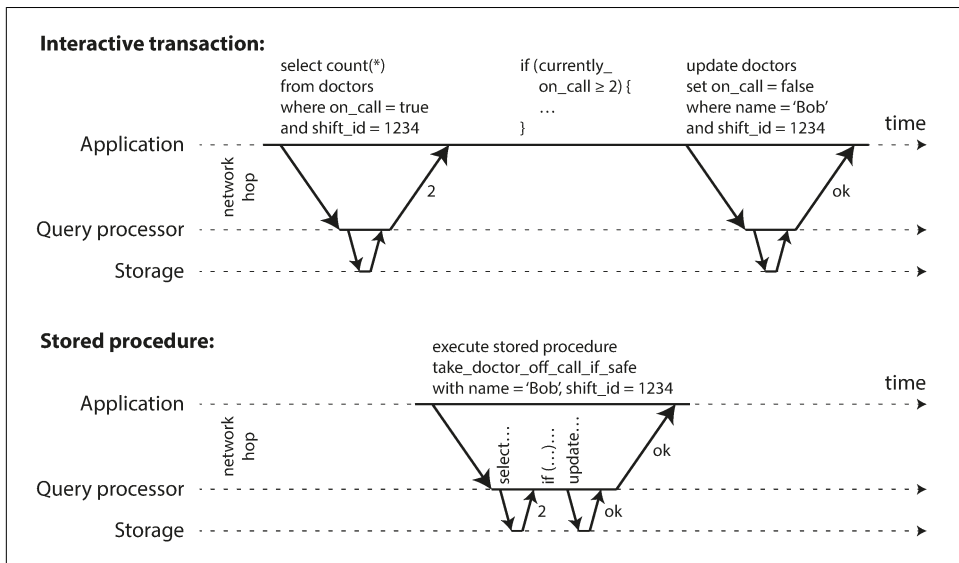 Interactive transaction:
select count(*)
from doctors
where on_call = true
and shift_id = 1234
if (currently_
on_call ≥ 2) {
…
}
update doctors
set on_call = false
where name = ‘Bob’
and shift_id = 1234
time
Application
network
hop
2
ok
Query processor
Storage
Stored procedure:
execute stored procedure
take_doctor_off_call_if_safe
with name = ‘Bob’, shift_id = 1234
time
Application
network
hop
select…
if (…)…
update…
ok
Query processor
2
ok
Storage